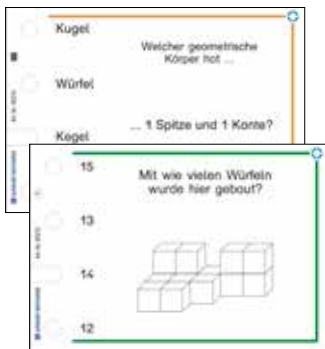 Kugel
Welcher geometrische
Körper hat ...
Würfel
... 1 Spitze und 1 Kante?
Kegel
15
Mit wie vielen Würfeln
wurde hier gebaut?
13
14
12